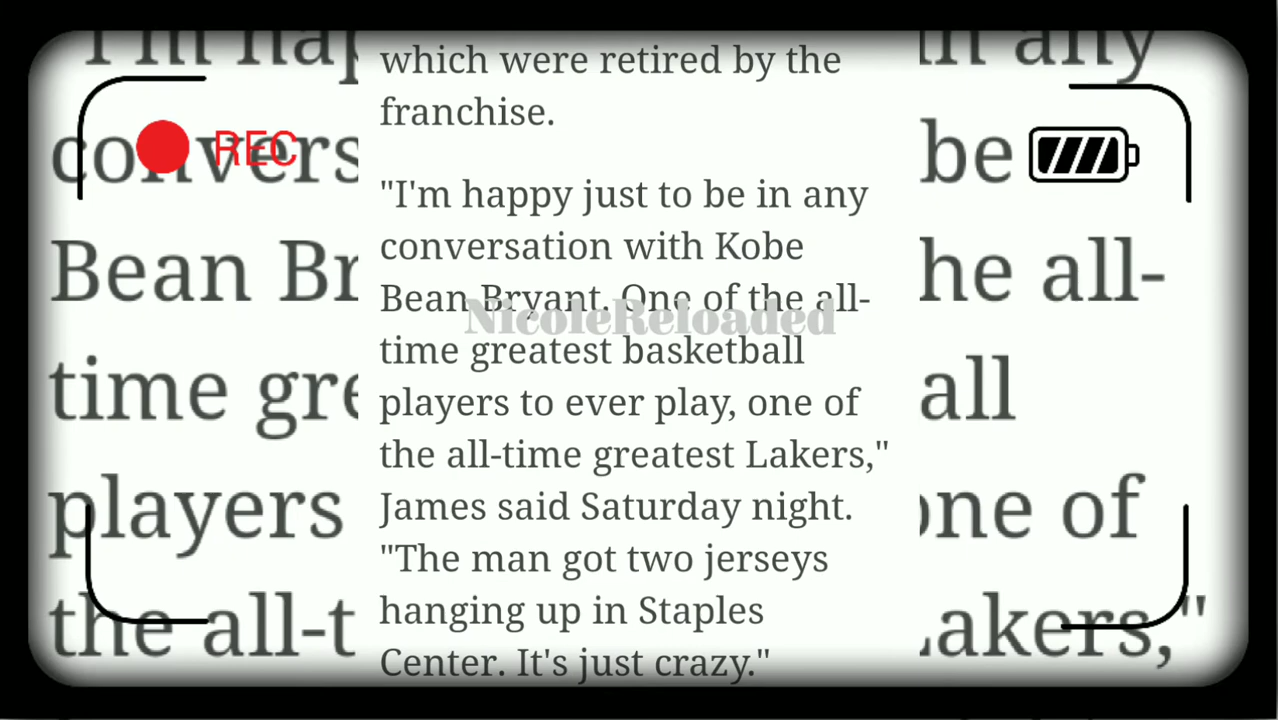 which were retired by the
franchise.
REC
"I'm happy just to be in any
conversation with Kobe
Bean Bryant. One of the all-
NicoleReloaded
time greatest basketball
players to ever play, one of
the all-time greatest Lakers,"
James said Saturday night.
"The man got two jerseys
hanging up in Staples
Center. It's just crazy."